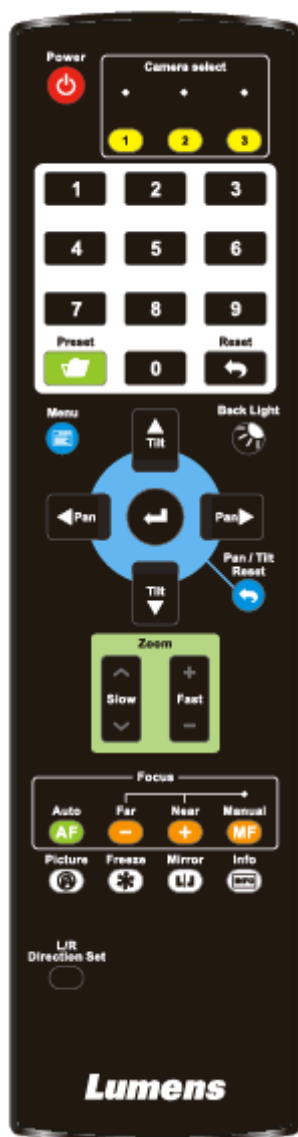 Power
Camera select
1 2 3
1 2 3
4 5 6
7 8 9
Preset Reset
0
Menu Back Light
Tilt
Pan Pan
Pan / Tilt
Reset
Tilt
Zoom
Slow Fast
Focus
Auto Far Near Manual
AF MF
Picture Freeze Mirror Info
INFO
L/R
Direction Set
Lumens